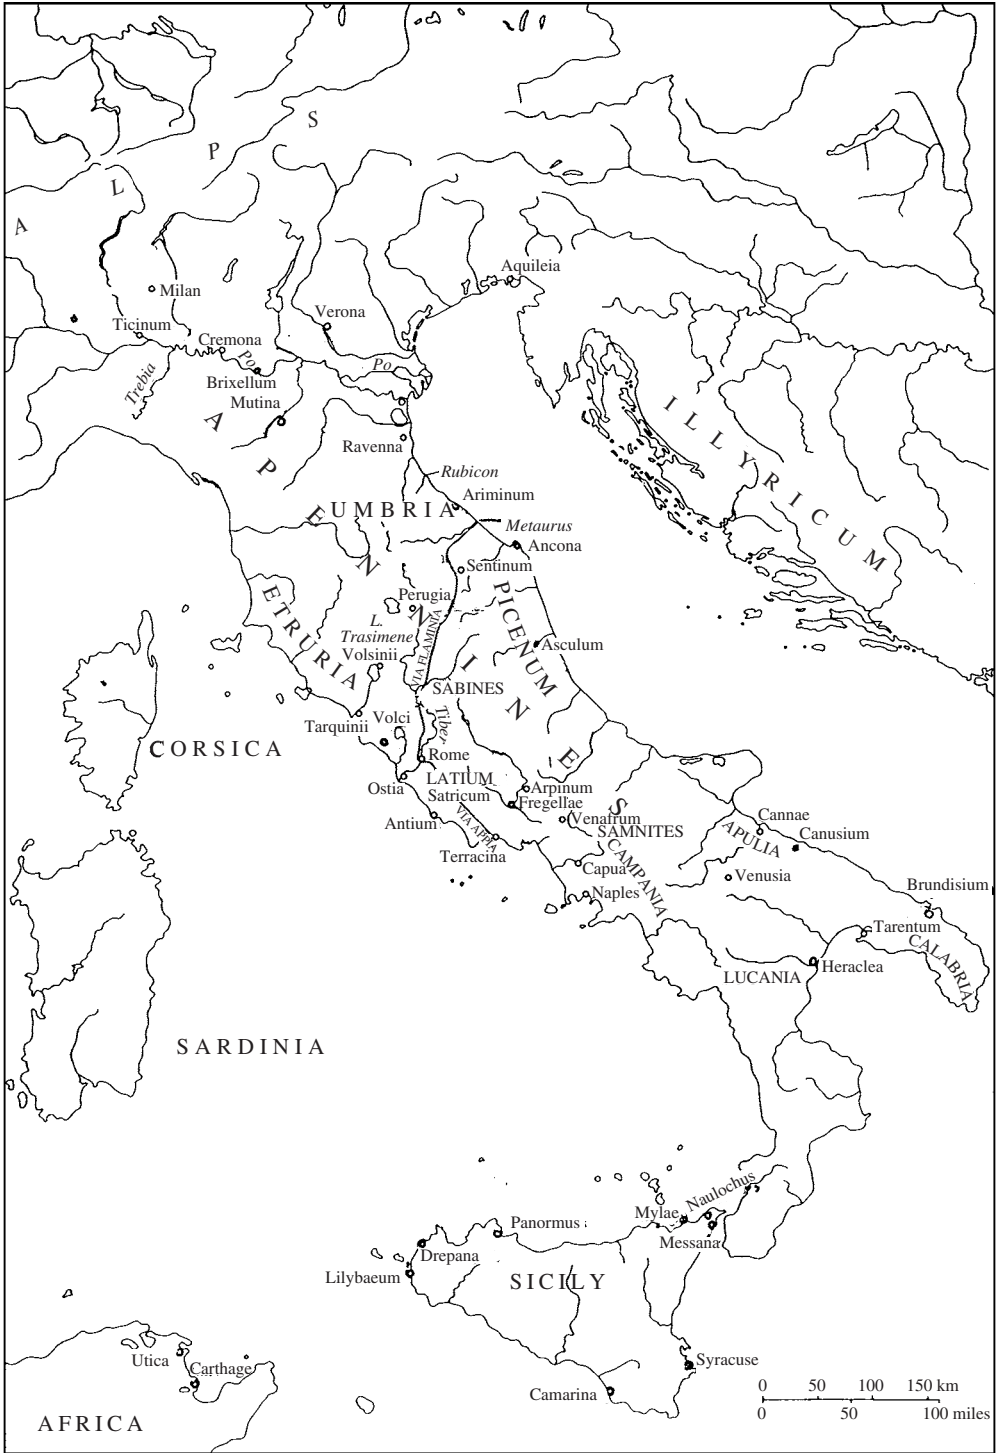 A L P S
Aquileia
Milan
Verona
Ticinum
Cremona
Po
Po
Trebia
Brixellum
Mutina
A P E N N I N E S
ILLYRICUM
Ravenna
Rubicon
UMBRIA
Ariminum
Metaurus
Ancona
Sentinum
ETRURIA
Perugia
L.
Trasimene
PICENUM
VIA FLAMINIA
Volsinii
Asculum
SABINES
Tarquinii
Volci
Tiber
CORSICA
Rome
Ostia
LATIUM
Arpinum
Satricum
Fregellae
Antium
VIA APPIA
Venafrum
SAMNITES
Cannae
APULIA
Canusium
Terracina
CAMPANIA
Capua
Venusia
Naples
Brundisium
Tarentum
CALABRIA
Heraclea
LUCANIA
SARDINIA
Naulochus
Mylae
Panormus
Messana
Drepana
Lilybaeum
SICILY
Utica
Carthage
Syracuse
Camarina
AFRICA
0 50 100 150 km
0 50 100 miles